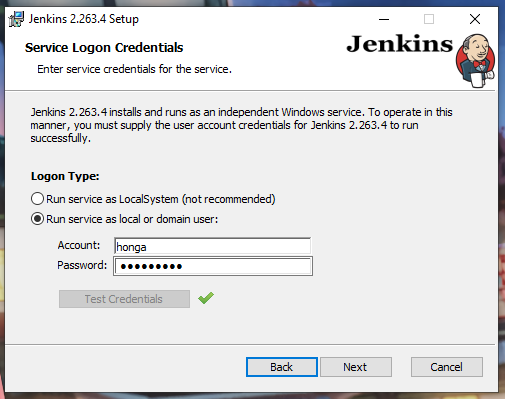 Jenkins 2.263.4 Setup
Service Logon Credentials
Enter service credentials for the service.
Jenkins
Jenkins 2.263.4 installs and runs as an independent Windows service. To operate in this
manner, you must supply the user account credentials for Jenkins 2.263.4 to run
successfully.
Logon Type:
Run service as LocalSystem (not recommended)
Run service as local or domain user:
Account: honga
Password: ●●●●●●●●●
Test Credentials
Back Next Cancel